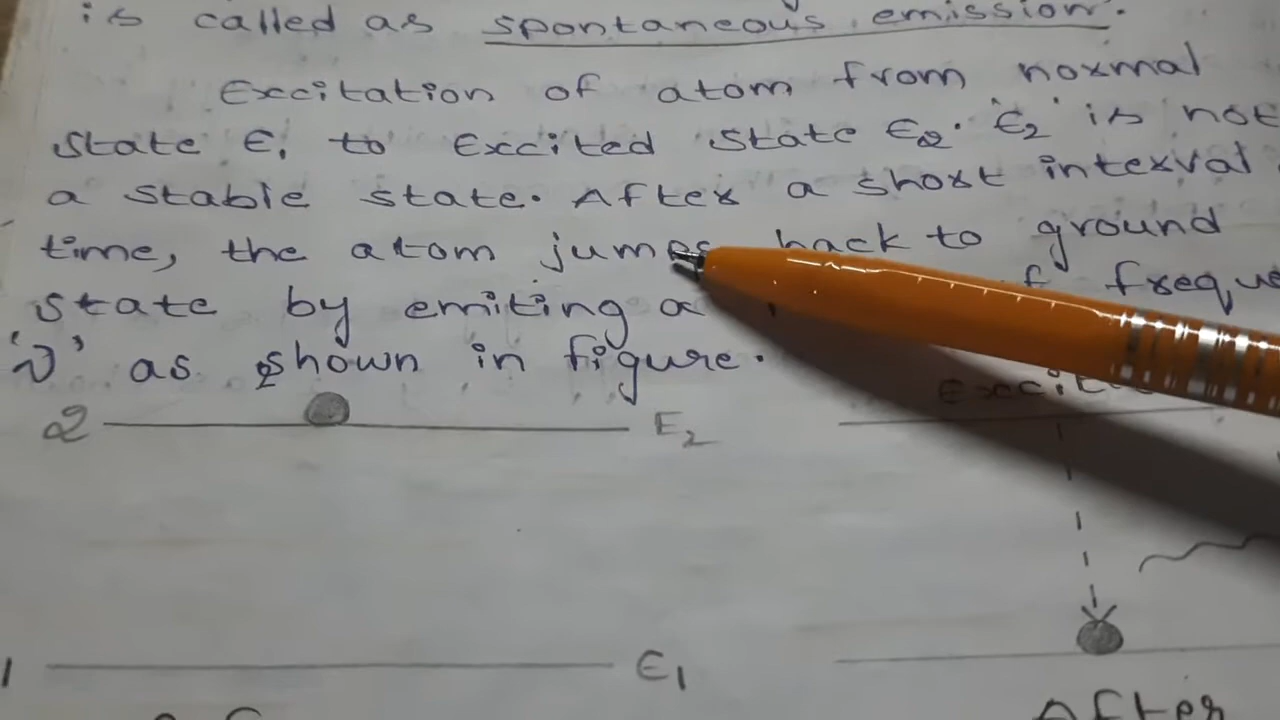 is called as spontaneous emission.
Excitation of atom from normal
state E1 to Excited state E2. 'E2' is not
a stable state. After a short interval
time, the atom jumps back to ground
state by emiting a
'ν' as shown in figure.
2 E2
1 E1
After